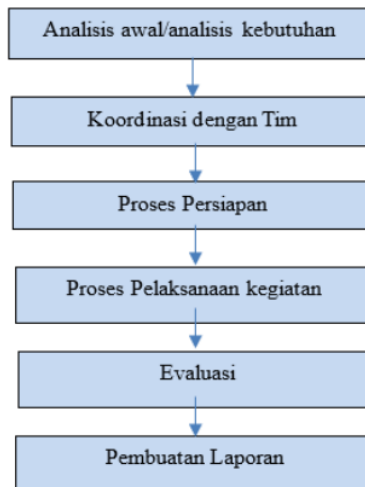 Analisis awal/analisis kebutuhan
Koordinasi dengan Tim
Proses Persiapan
Proses Pelaksanaan kegiatan
Evaluasi
Pembuatan Laporan